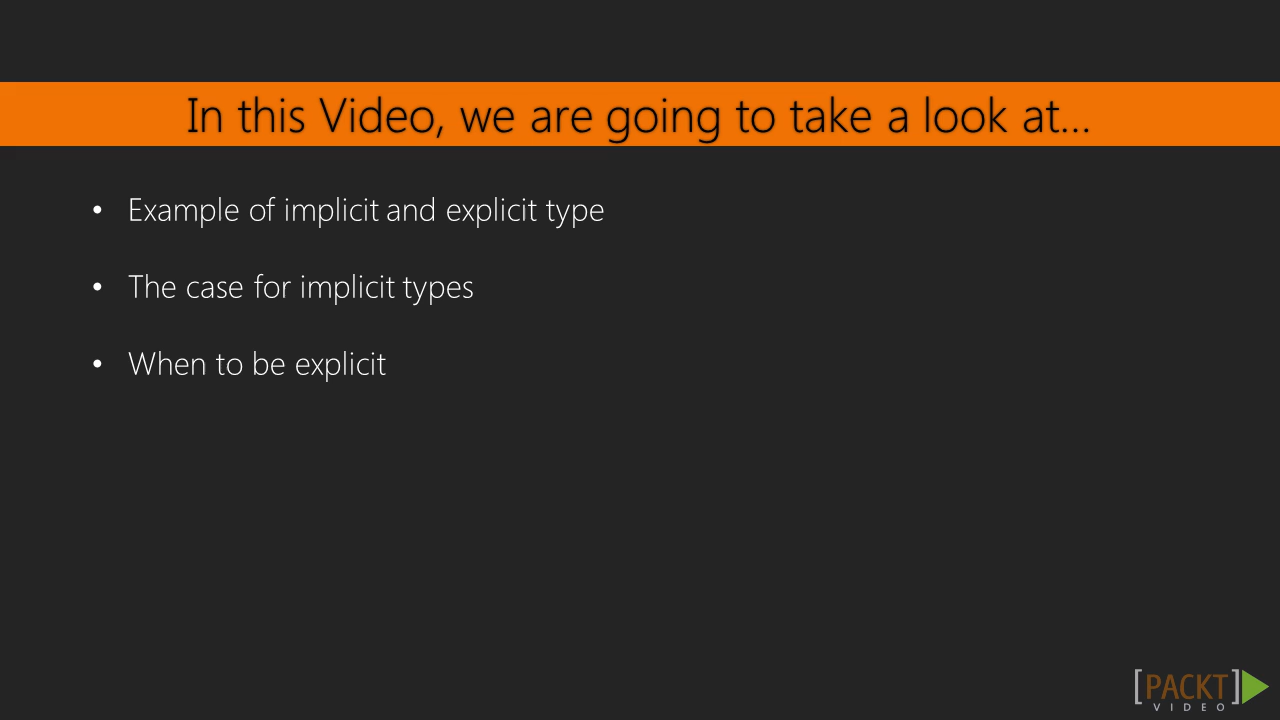 In this Video, we are going to take a look at...
• Example of implicit and explicit type
• The case for implicit types
• When to be explicit
[PACKT]
VIDEO